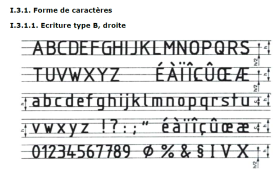 I.3.1. Forme de caractères
I.3.1.1. Ecriture type B, droite
ABCDEFGHIJKLMNOPQRS
TUVWXYZ ÉÀÏÎÇÛŒÆ
abcdefghijklmnopqrstu
vwxyz !?:;" éàïîçûœæ
0123456789 Ø%&§IVX